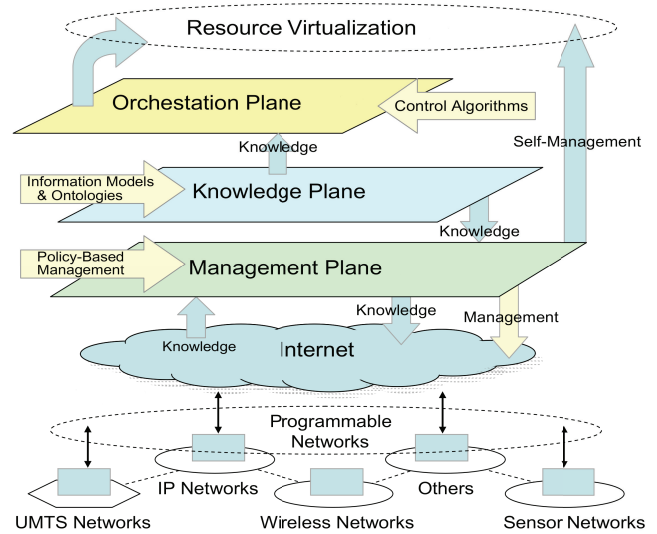 Resource Virtualization
Orchestation Plane
Control Algorithms
Knowledge
Self-Management
Information Models
& Ontologies
Knowledge Plane
Knowledge
Policy-Based
Management
Management Plane
Knowledge
Management
Knowledge
Internet
Programmable
Networks
IP Networks
Others
UMTS Networks
Wireless Networks
Sensor Networks